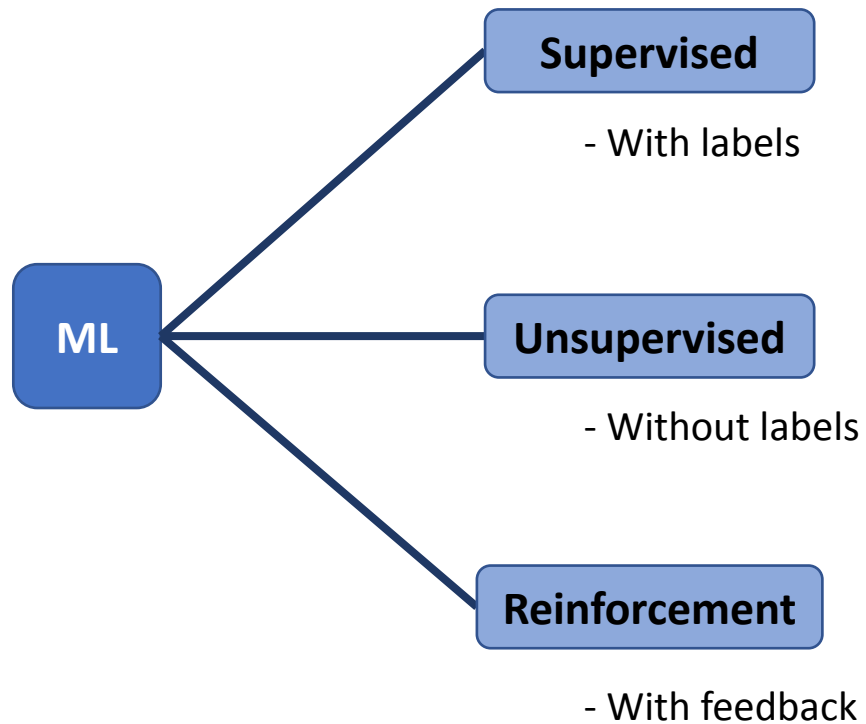 Supervised
- With labels
ML
Unsupervised
- Without labels
Reinforcement
- With feedback